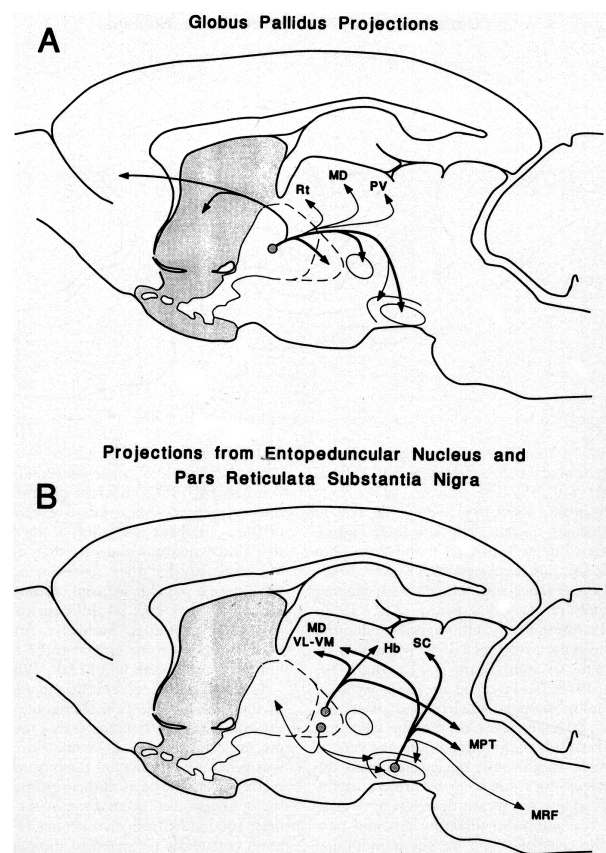 Globus Pallidus Projections
A
Rt
MD
PV
Projections from Entopeduncular Nucleus and
Pars Reticulata Substantia Nigra
B
MD
VL-VM
Hb
SC
MPT
MRF